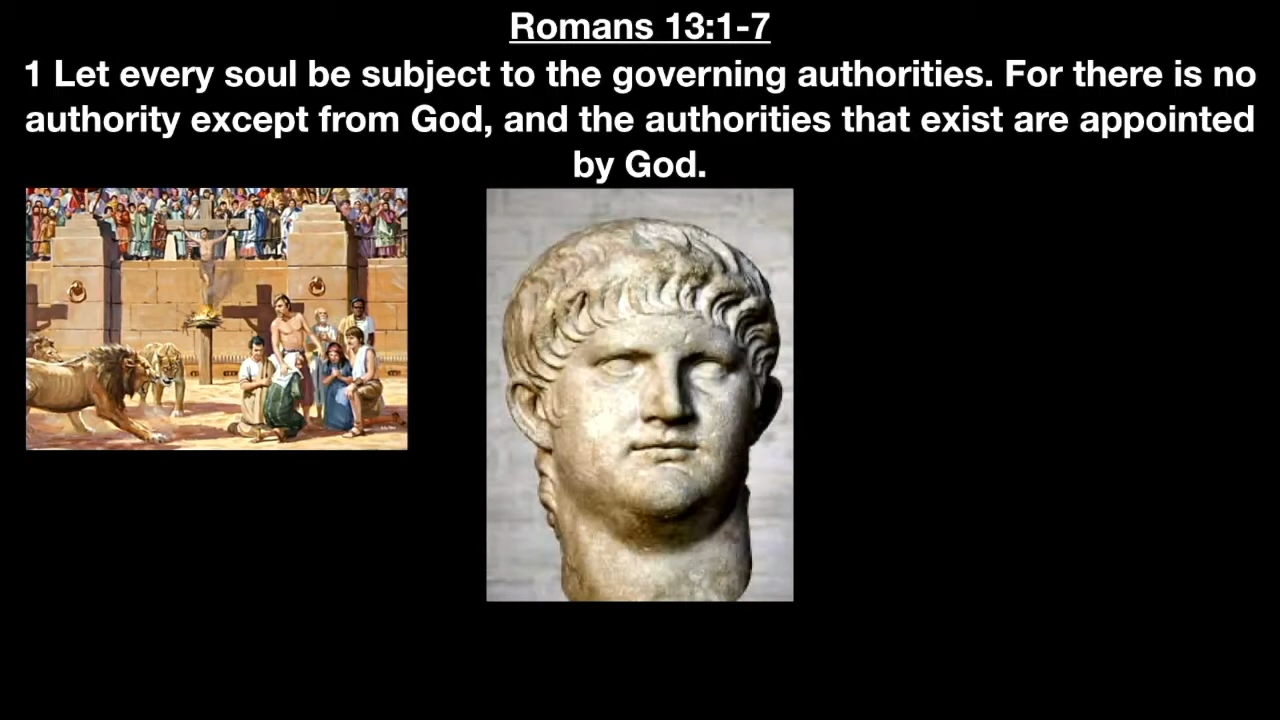 Romans 13:1-7
1 Let every soul be subject to the governing authorities. For there is no
authority except from God, and the authorities that exist are appointed
by God.